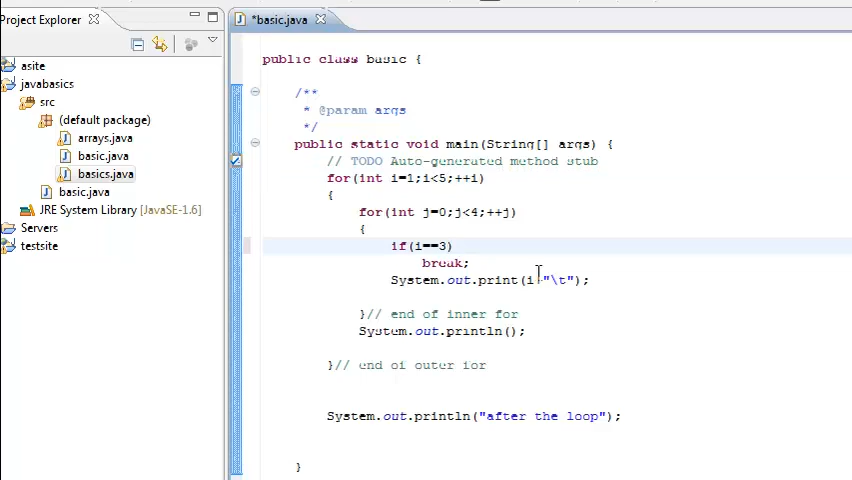 Project Explorer
asite
javabasics
src
(default package)
arrays.java
basic.java
basics.java
basic.java
JRE System Library [JavaSE-1.6]
Servers
testsite
*basic.java
public class basic {
/**
* @param args
*/
public static void main(String[] args) {
// TODO Auto-generated method stub
for(int i=1;i<5;++i)
{
for(int j=0;j<4;++j)
{
if(i==3)
break;
System.out.print(i+"\t");
}// end of inner for
System.out.println();
}// end of outer for
System.out.println("after the loop");
}